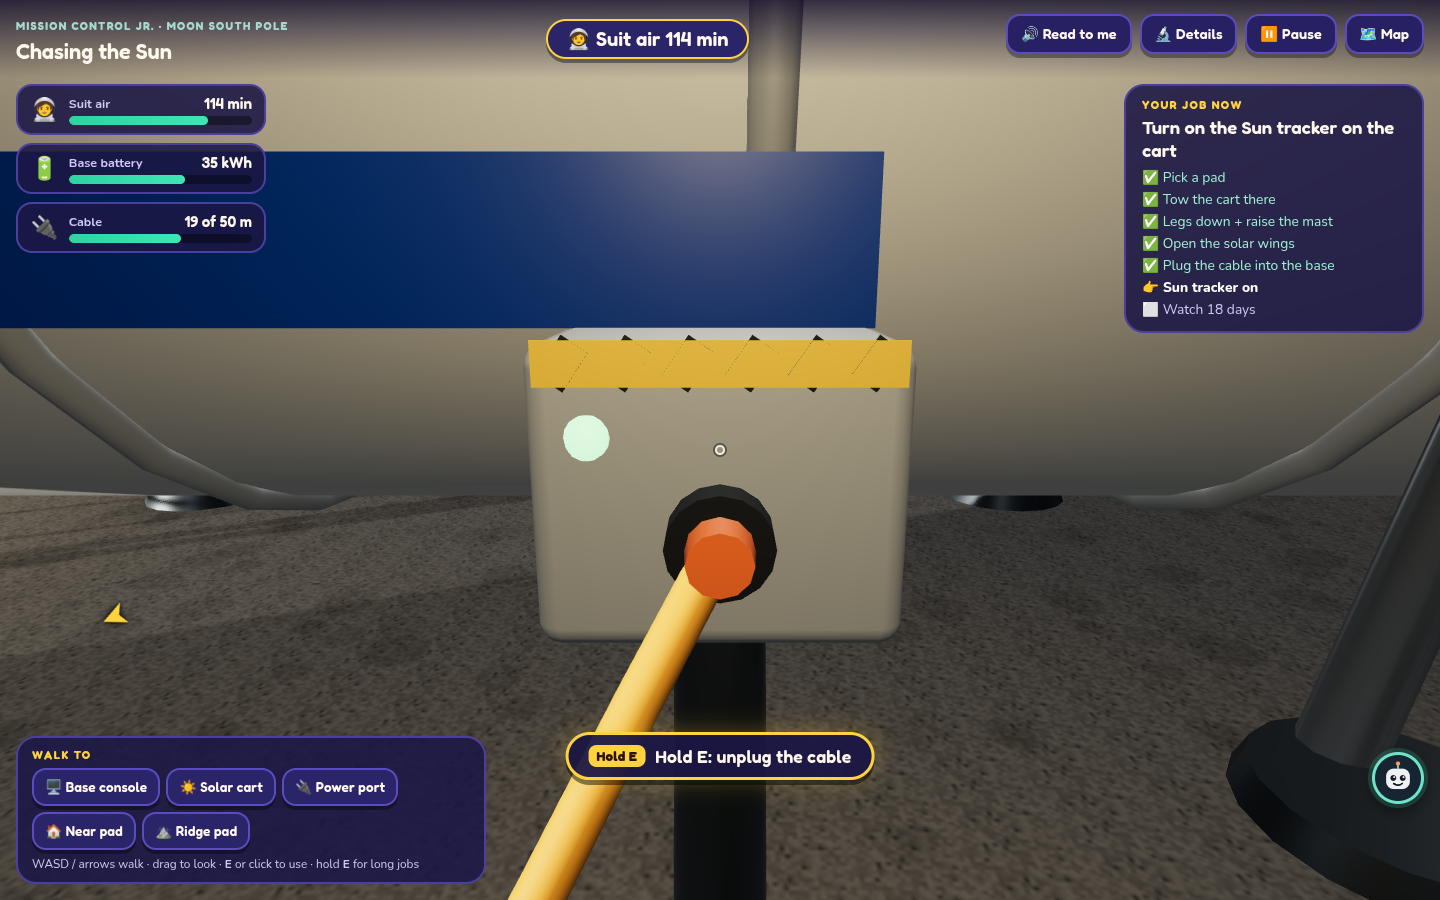 MISSION CONTROL JR. · MOON SOUTH POLE
Chasing the Sun
🧑‍🚀 Suit air 114 min
🔊 Read to me
🔬 Details
⏸️ Pause
🗺️ Map
Suit air 114 min
Base battery 35 kWh
Cable 19 of 50 m
YOUR JOB NOW
Turn on the Sun tracker on the
cart
✅ Pick a pad
✅ Tow the cart there
✅ Legs down + raise the mast
✅ Open the solar wings
✅ Plug the cable into the base
👉 Sun tracker on
⬜ Watch 18 days
Hold E Hold E: unplug the cable
WALK TO
🖥️ Base console
☀️ Solar cart
🔌 Power port
🏠 Near pad
⛰️ Ridge pad
WASD / arrows walk · drag to look · E or click to use · hold E for long jobs